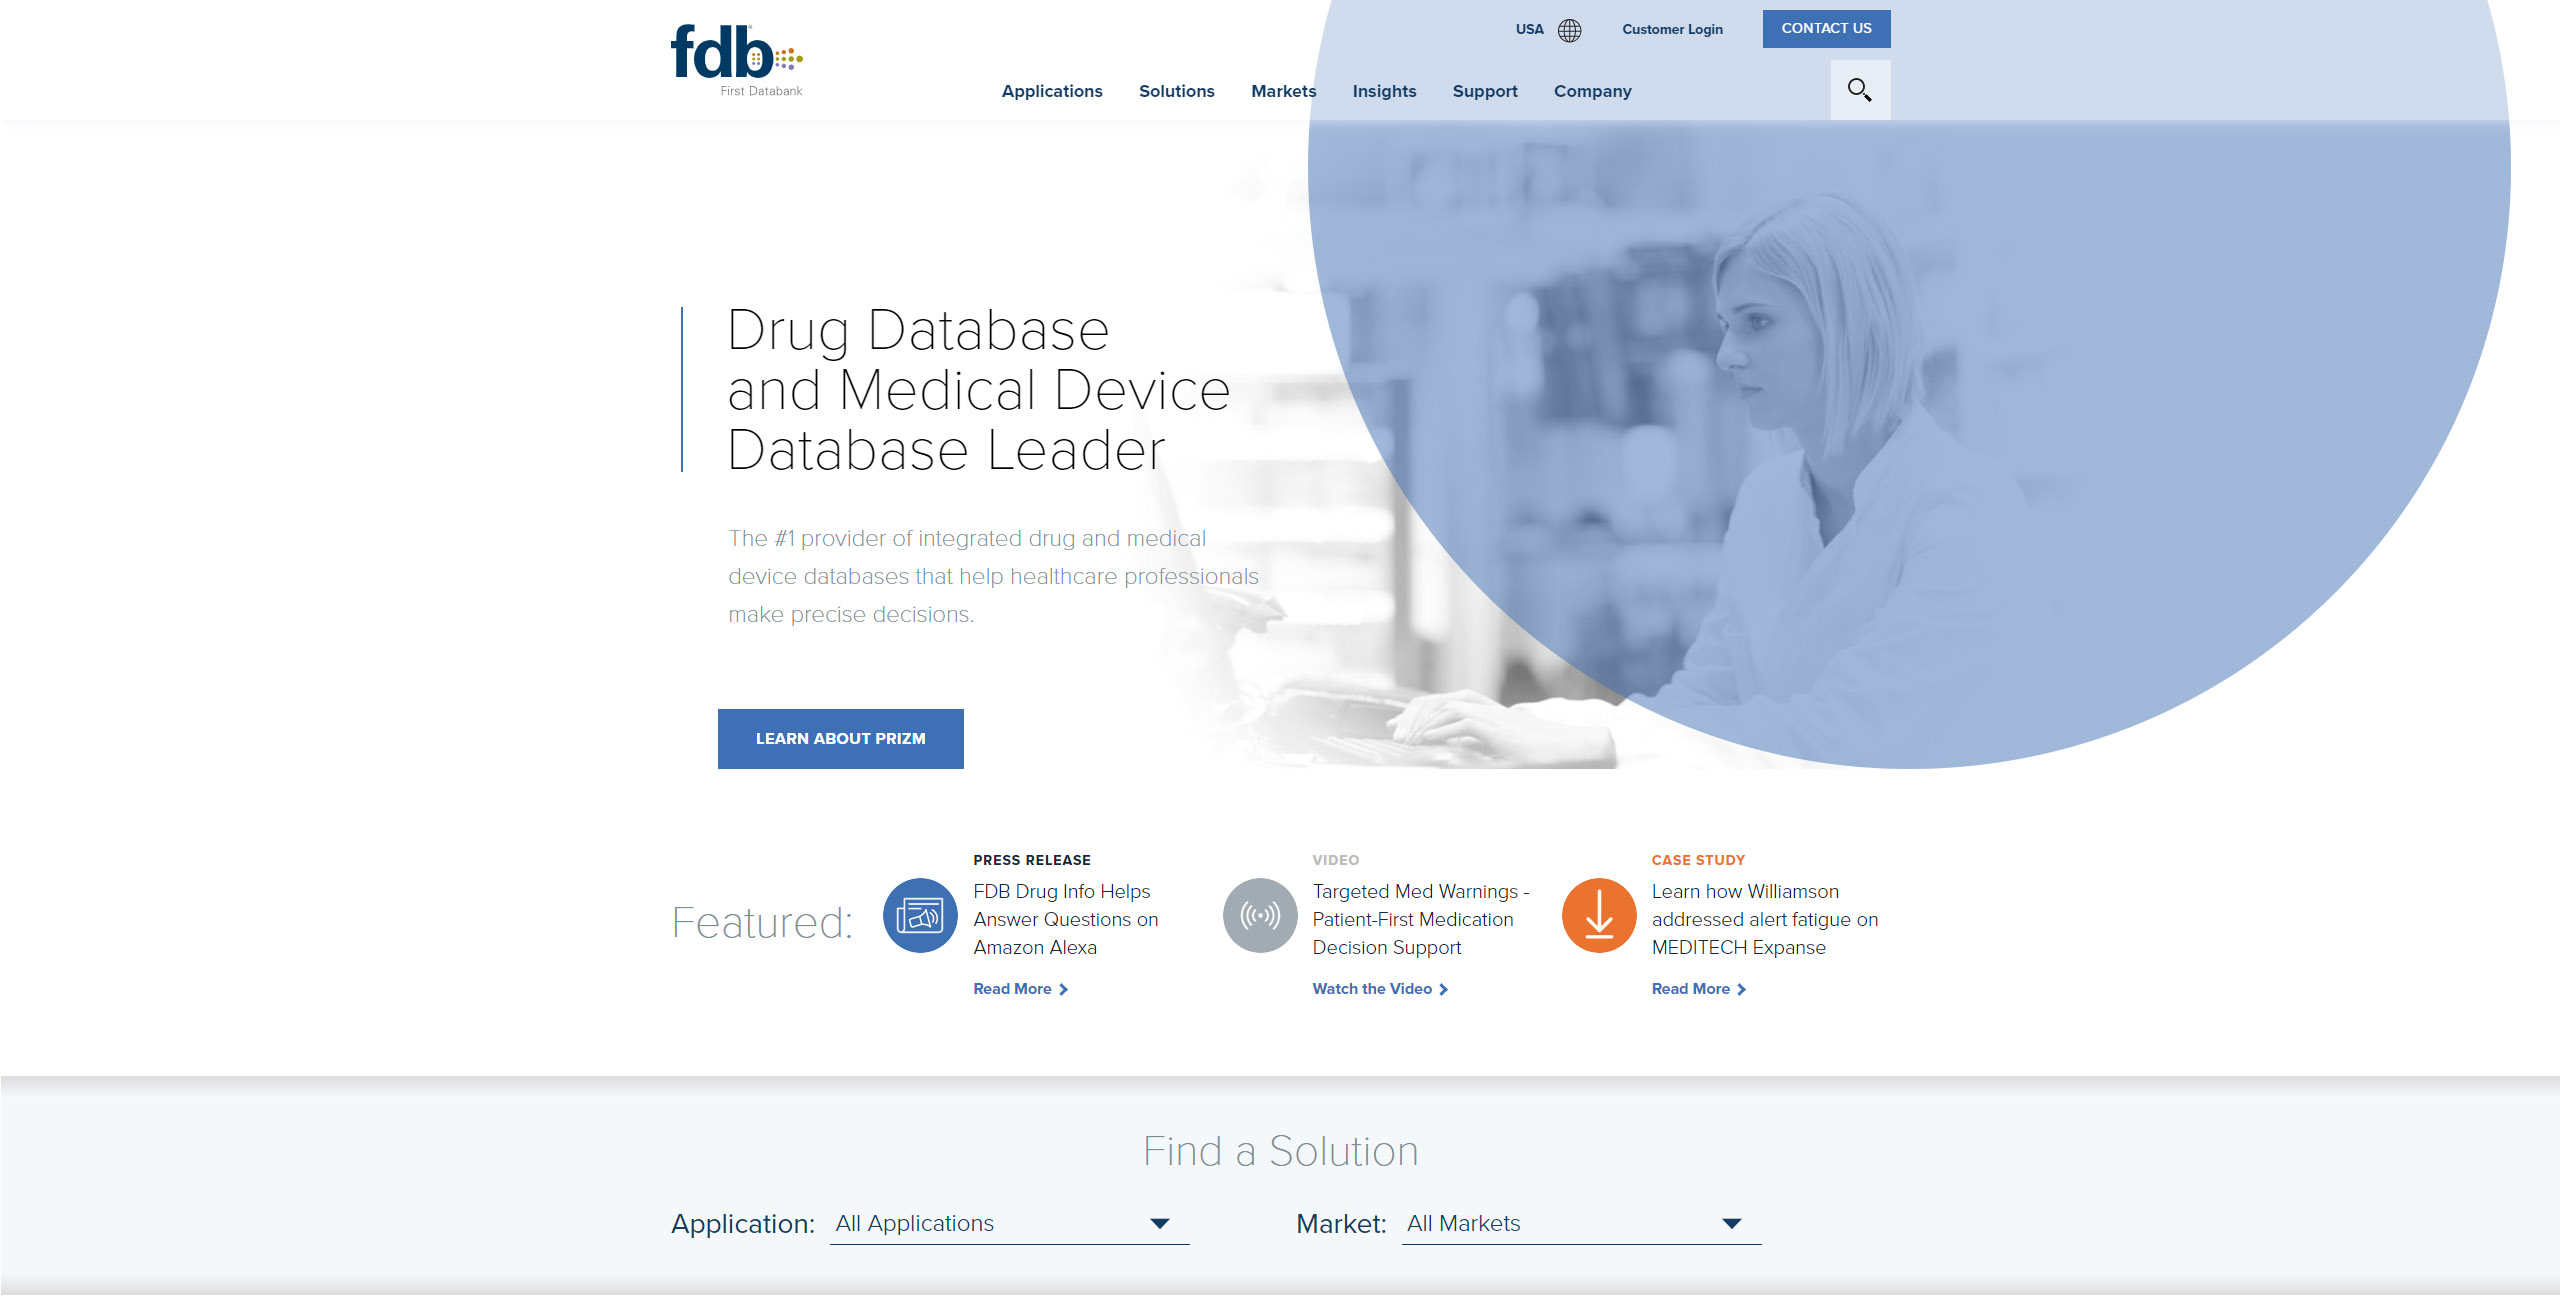 fdb
First Databank
USA
Customer Login
CONTACT US
Applications
Solutions
Markets
Insights
Support
Company
Drug Database
and Medical Device
Database Leader
The #1 provider of integrated drug and medical
device databases that help healthcare professionals
make precise decisions.
LEARN ABOUT PRIZM
Featured:
PRESS RELEASE
FDB Drug Info Helps
Answer Questions on
Amazon Alexa
Read More
VIDEO
Targeted Med Warnings -
Patient-First Medication
Decision Support
Watch the Video
CASE STUDY
Learn how Williamson
addressed alert fatigue on
MEDITECH Expanse
Read More
Find a Solution
Application: All Applications
Market: All Markets